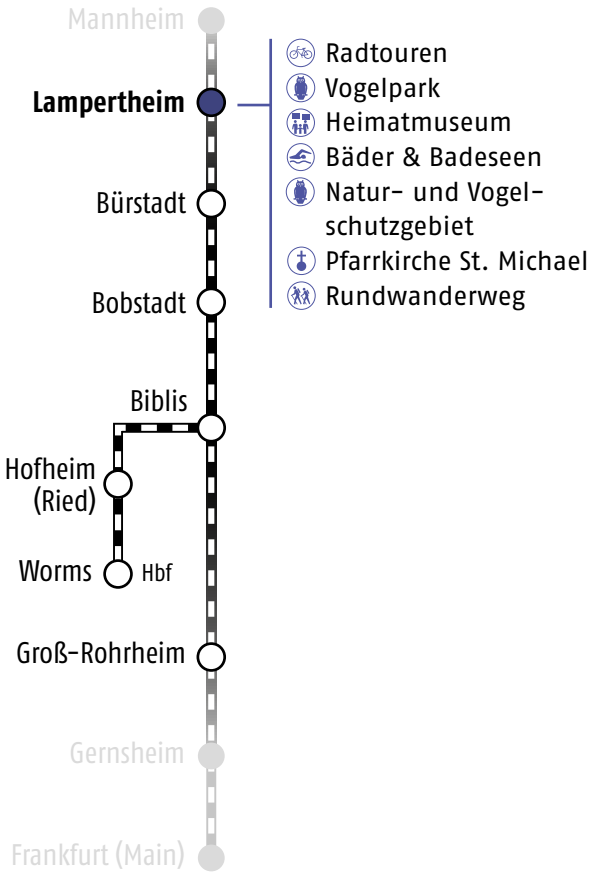 Mannheim
Lampertheim
Radtouren
Vogelpark
Heimatmuseum
Bäder & Badeseen
Natur- und Vogel-
schutzgebiet
Pfarrkirche St. Michael
Rundwanderweg
Bürstadt
Bobstadt
Biblis
Hofheim
(Ried)
Worms Hbf
Groß-Rohrheim
Gernsheim
Frankfurt (Main)